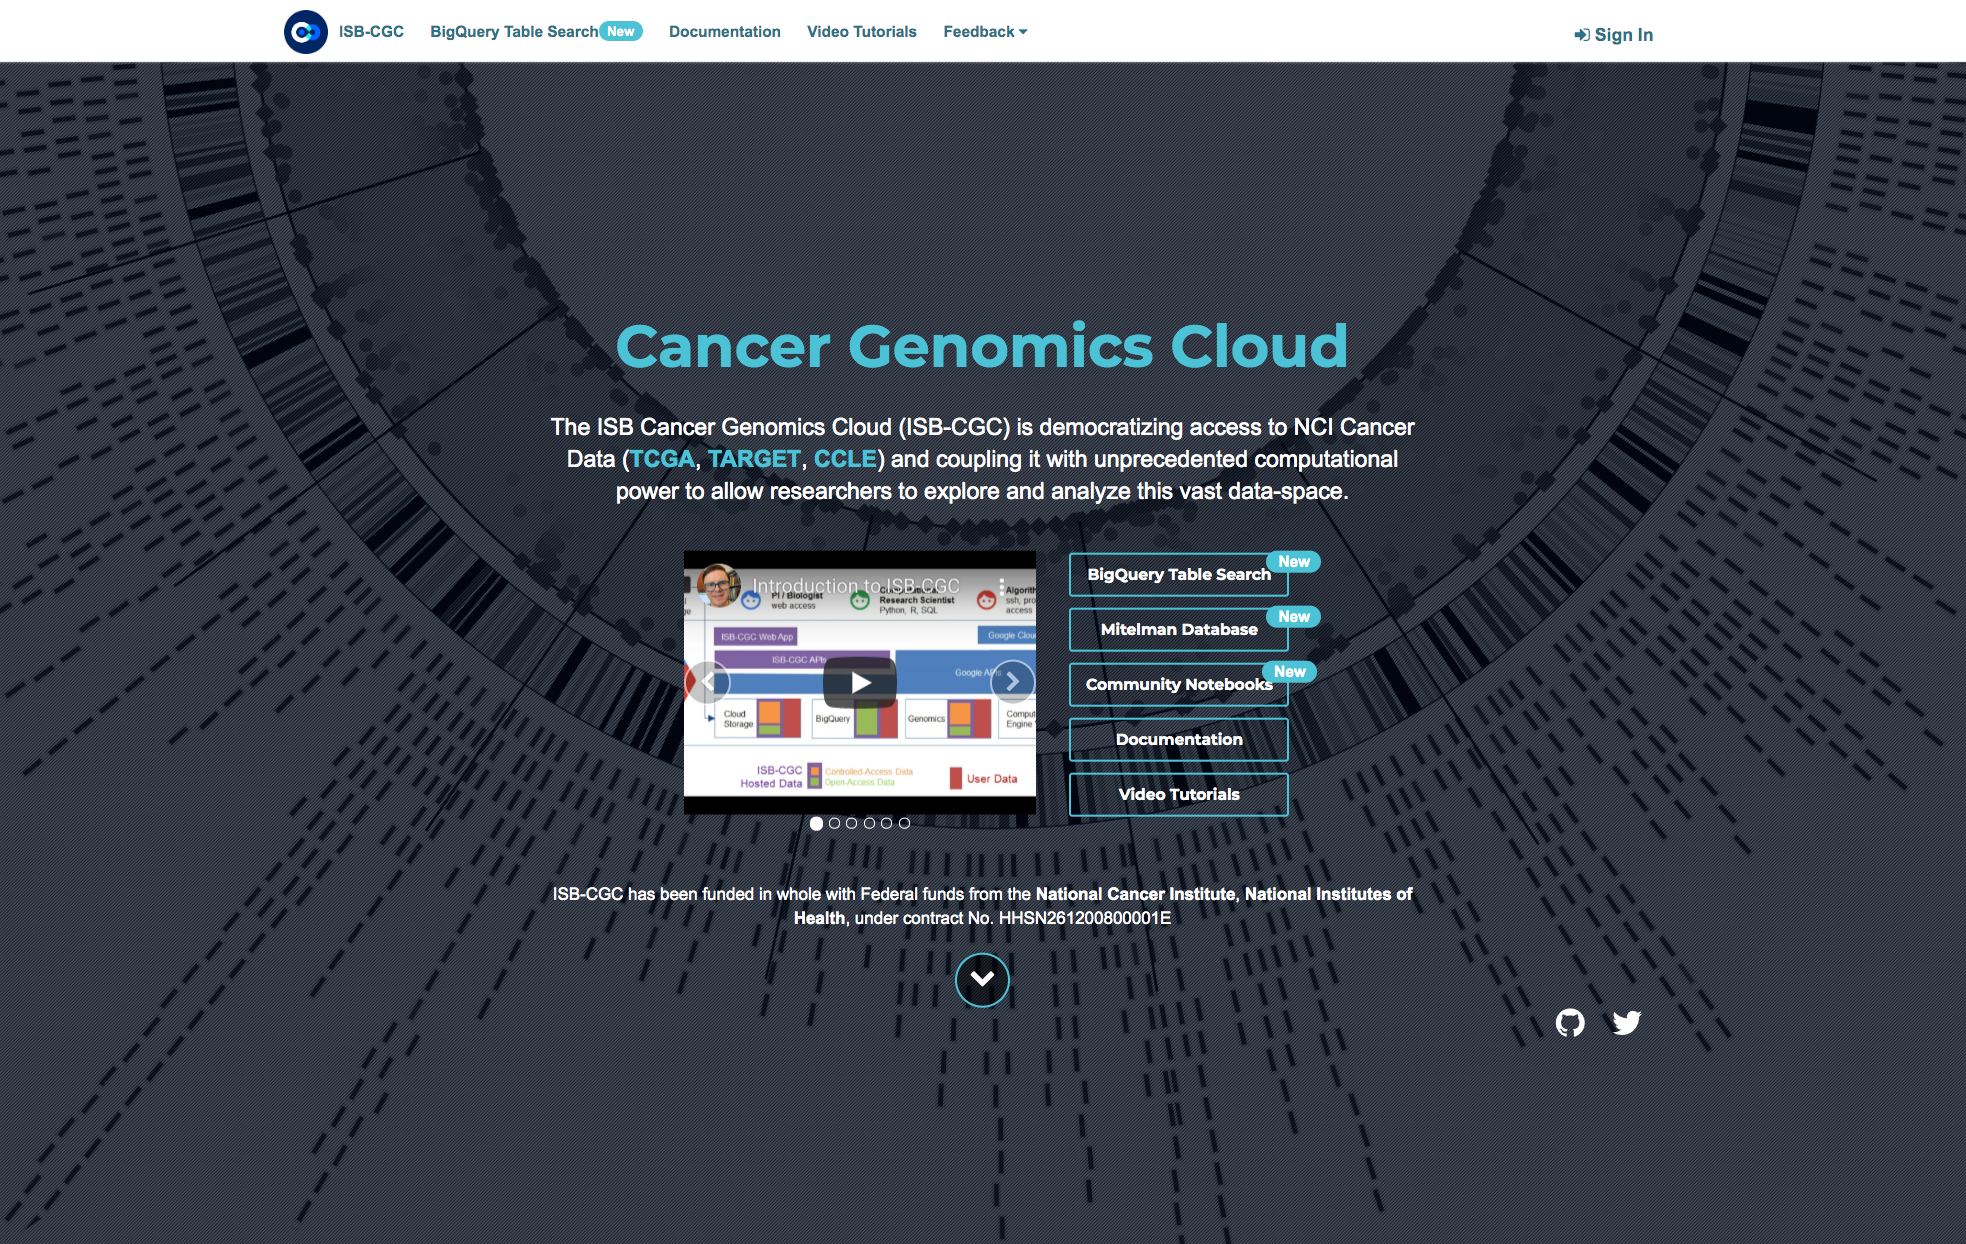 ISB-CGC
BigQuery Table Search New
Documentation
Video Tutorials
Feedback
Sign In
Cancer Genomics Cloud
The ISB Cancer Genomics Cloud (ISB-CGC) is democratizing access to NCI Cancer
Data (TCGA, TARGET, CCLE) and coupling it with unprecedented computational
power to allow researchers to explore and analyze this vast data-space.
Introduction to ISB-CGC
PI / Biologist
web access
Research Scientist
Python, R, SQL
ssh,
access
ISB-CGC Web App
ISB-CGC APIs
Google APIs
Cloud
Storage
BigQuery
Genomics
Engine
ISB-CGC
Hosted Data
Controlled-Access Data
Open-Access Data
User Data
BigQuery Table Search New
Mitelman Database New
Community Notebooks New
Documentation
Video Tutorials
ISB-CGC has been funded in whole with Federal funds from the National Cancer Institute, National Institutes of
Health, under contract No. HHSN261200800001E